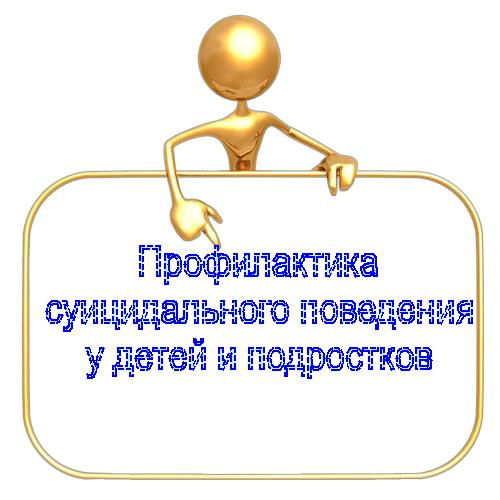 Профилактика
суицидального поведения
у детей и подростков